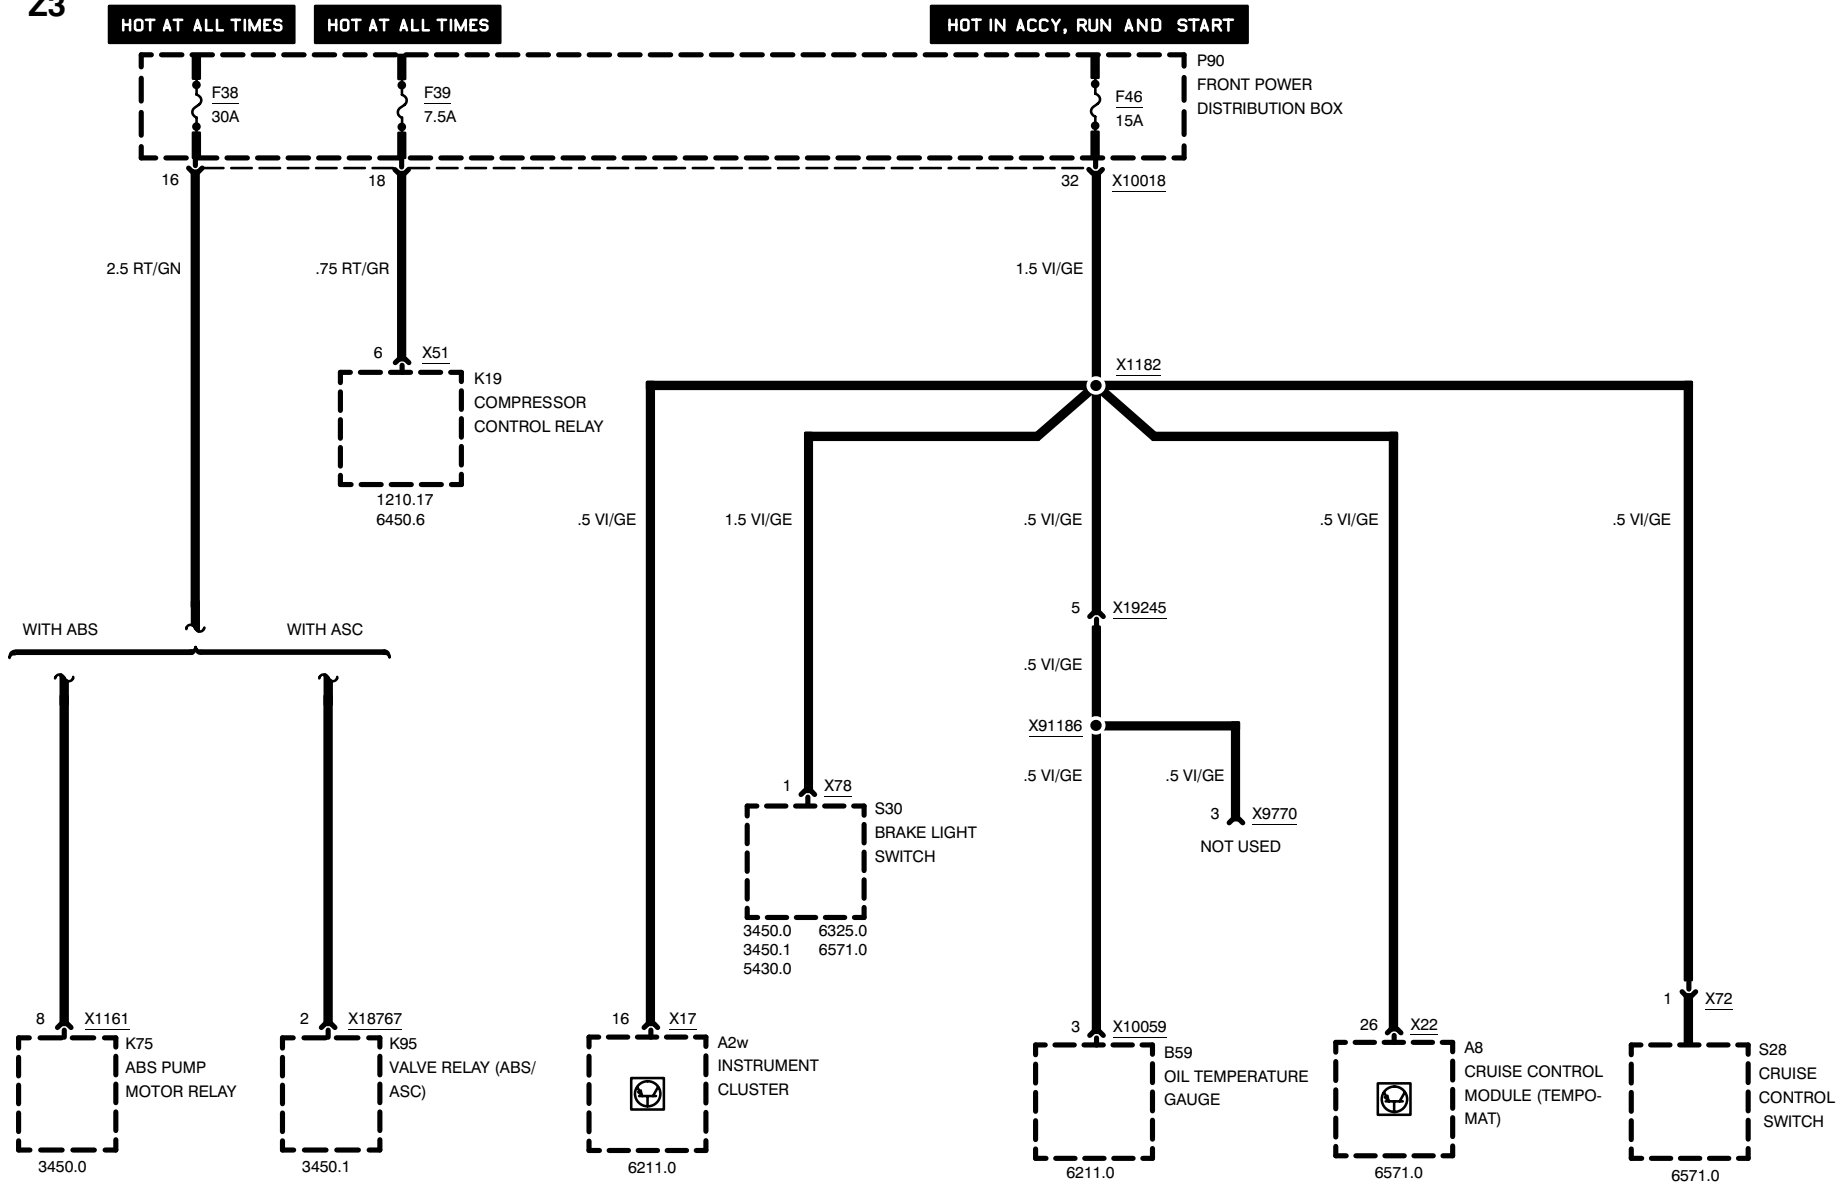 Z3
HOT AT ALL TIMES
HOT AT ALL TIMES
HOT IN ACCY, RUN AND START
P90
FRONT POWER
DISTRIBUTION BOX
F38
30A
F39
7.5A
F46
15A
16
18
32
X10018
2.5 RT/GN
.75 RT/GR
1.5 VI/GE
6
X51
K19
COMPRESSOR
CONTROL RELAY
1210.17
6450.6
X1182
.5 VI/GE
1.5 VI/GE
.5 VI/GE
.5 VI/GE
.5 VI/GE
5
X19245
WITH ABS
WITH ASC
.5 VI/GE
X91186
.5 VI/GE
.5 VI/GE
3
X9770
NOT USED
1
X78
S30
BRAKE LIGHT
SWITCH
3450.0
6325.0
3450.1
6571.0
5430.0
8
X1161
K75
ABS PUMP
MOTOR RELAY
3450.0
2
X18767
K95
VALVE RELAY (ABS/
ASC)
3450.1
16
X17
A2w
INSTRUMENT
CLUSTER
6211.0
3
X10059
B59
OIL TEMPERATURE
GAUGE
6211.0
26
X22
A8
CRUISE CONTROL
MODULE (TEMPO-
MAT)
6571.0
1
X72
S28
CRUISE
CONTROL
SWITCH
6571.0